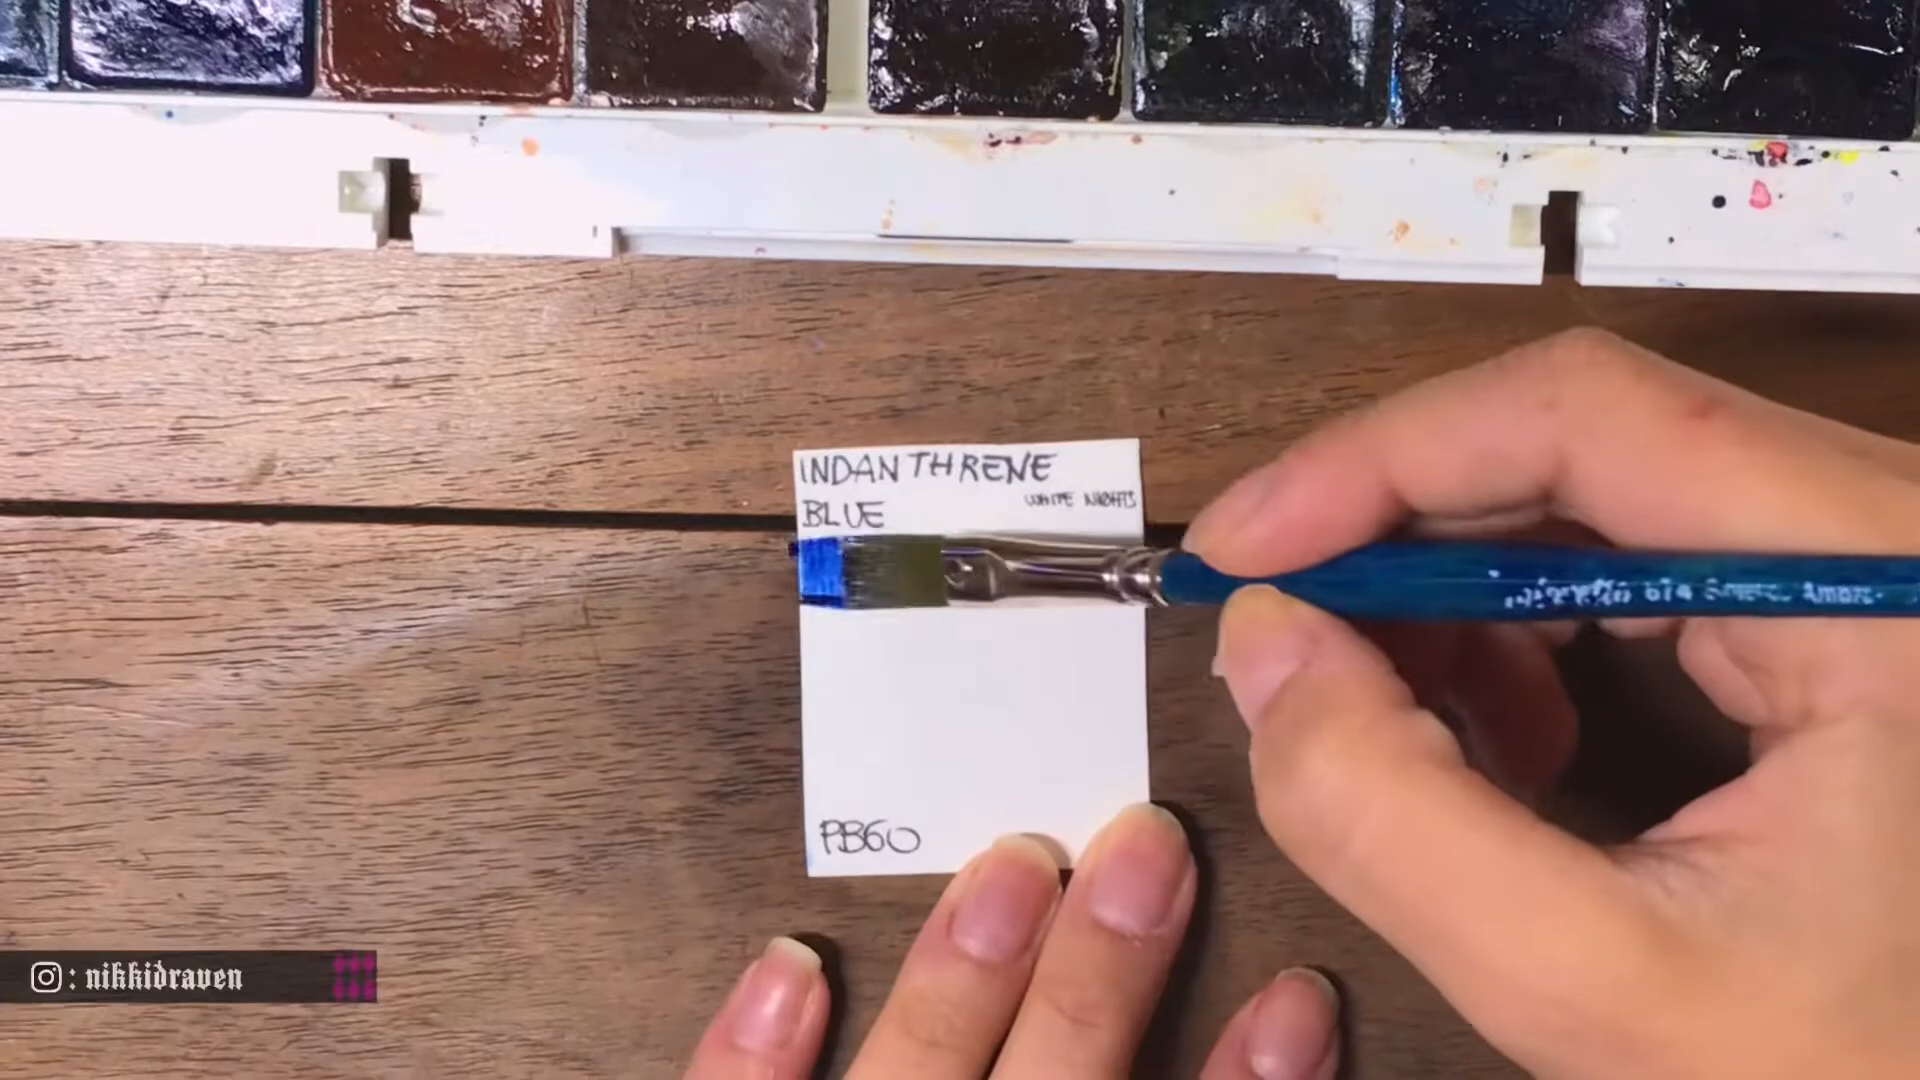 INDANTHRENE
BLUE
WHITE NIGHTS
PB60
: nikkidraven